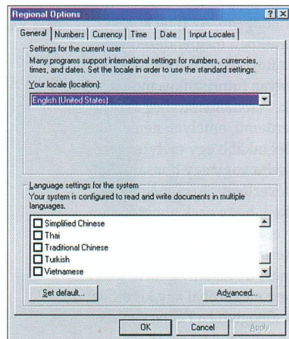 Regional Options
General Numbers Currency Time Date Input Locales
Settings for the current user
Many programs support international settings for numbers, currencies,
times, and dates. Set the locale in order to use the standard settings.
Your locale (location):
English (United States)
Language settings for the system
Your system is configured to read and write documents in multiple
languages.
Simplified Chinese
Thai
Traditional Chinese
Turkish
Vietnamese
Set default... Advanced...
OK Cancel Apply